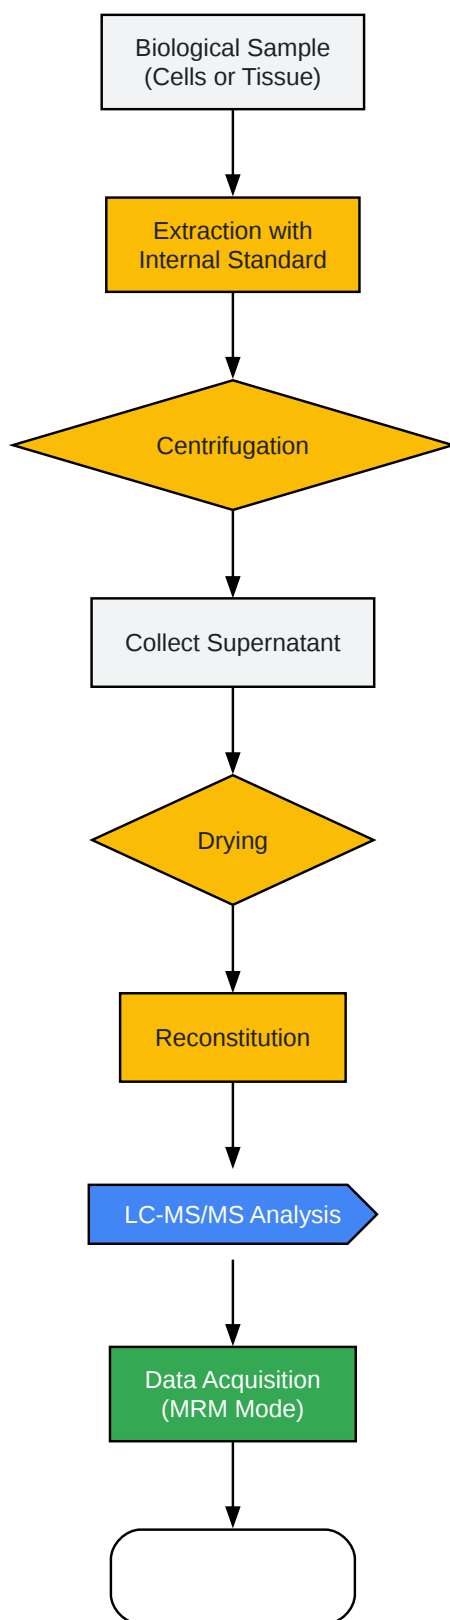 Biological Sample
(Cells or Tissue)
Extraction with
Internal Standard
Centrifugation
Collect Supernatant
Drying
Reconstitution
LC-MS/MS Analysis
Data Acquisition
(MRM Mode)